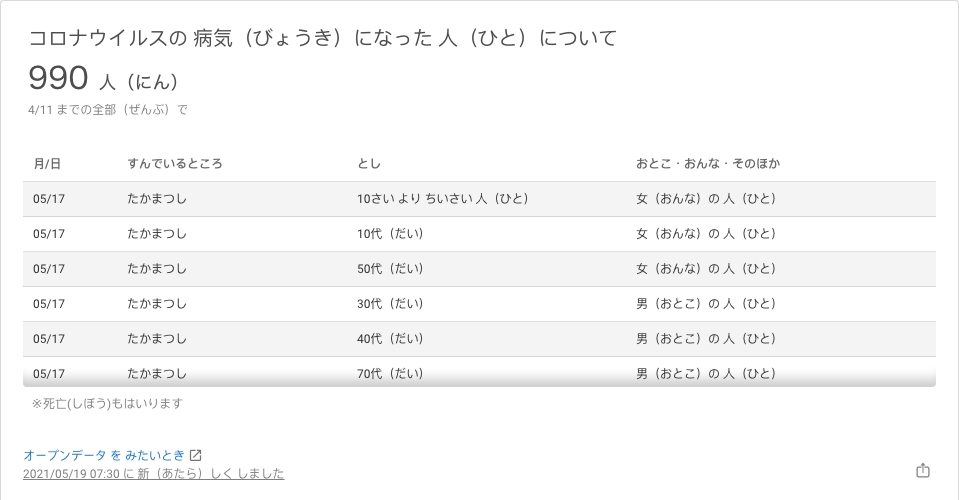 コロナウイルスの 病気（びょうき）になった 人（ひと）について
990 人（にん）
4/11 までの全部（ぜんぶ）で
月/日 すんでいるところ とし おとこ・おんな・そのほか
05/17 たかまつし 10さい より ちいさい 人（ひと） 女（おんな）の 人（ひと）
05/17 たかまつし 10代（だい） 女（おんな）の 人（ひと）
05/17 たかまつし 50代（だい） 女（おんな）の 人（ひと）
05/17 たかまつし 30代（だい） 男（おとこ）の 人（ひと）
05/17 たかまつし 40代（だい） 男（おとこ）の 人（ひと）
05/17 たかまつし 70代（だい） 男（おとこ）の 人（ひと）
※死亡(しぼう)もはいります
オープンデータ を みたいとき
2021/05/19 07:30 に 新（あたら）しく しました